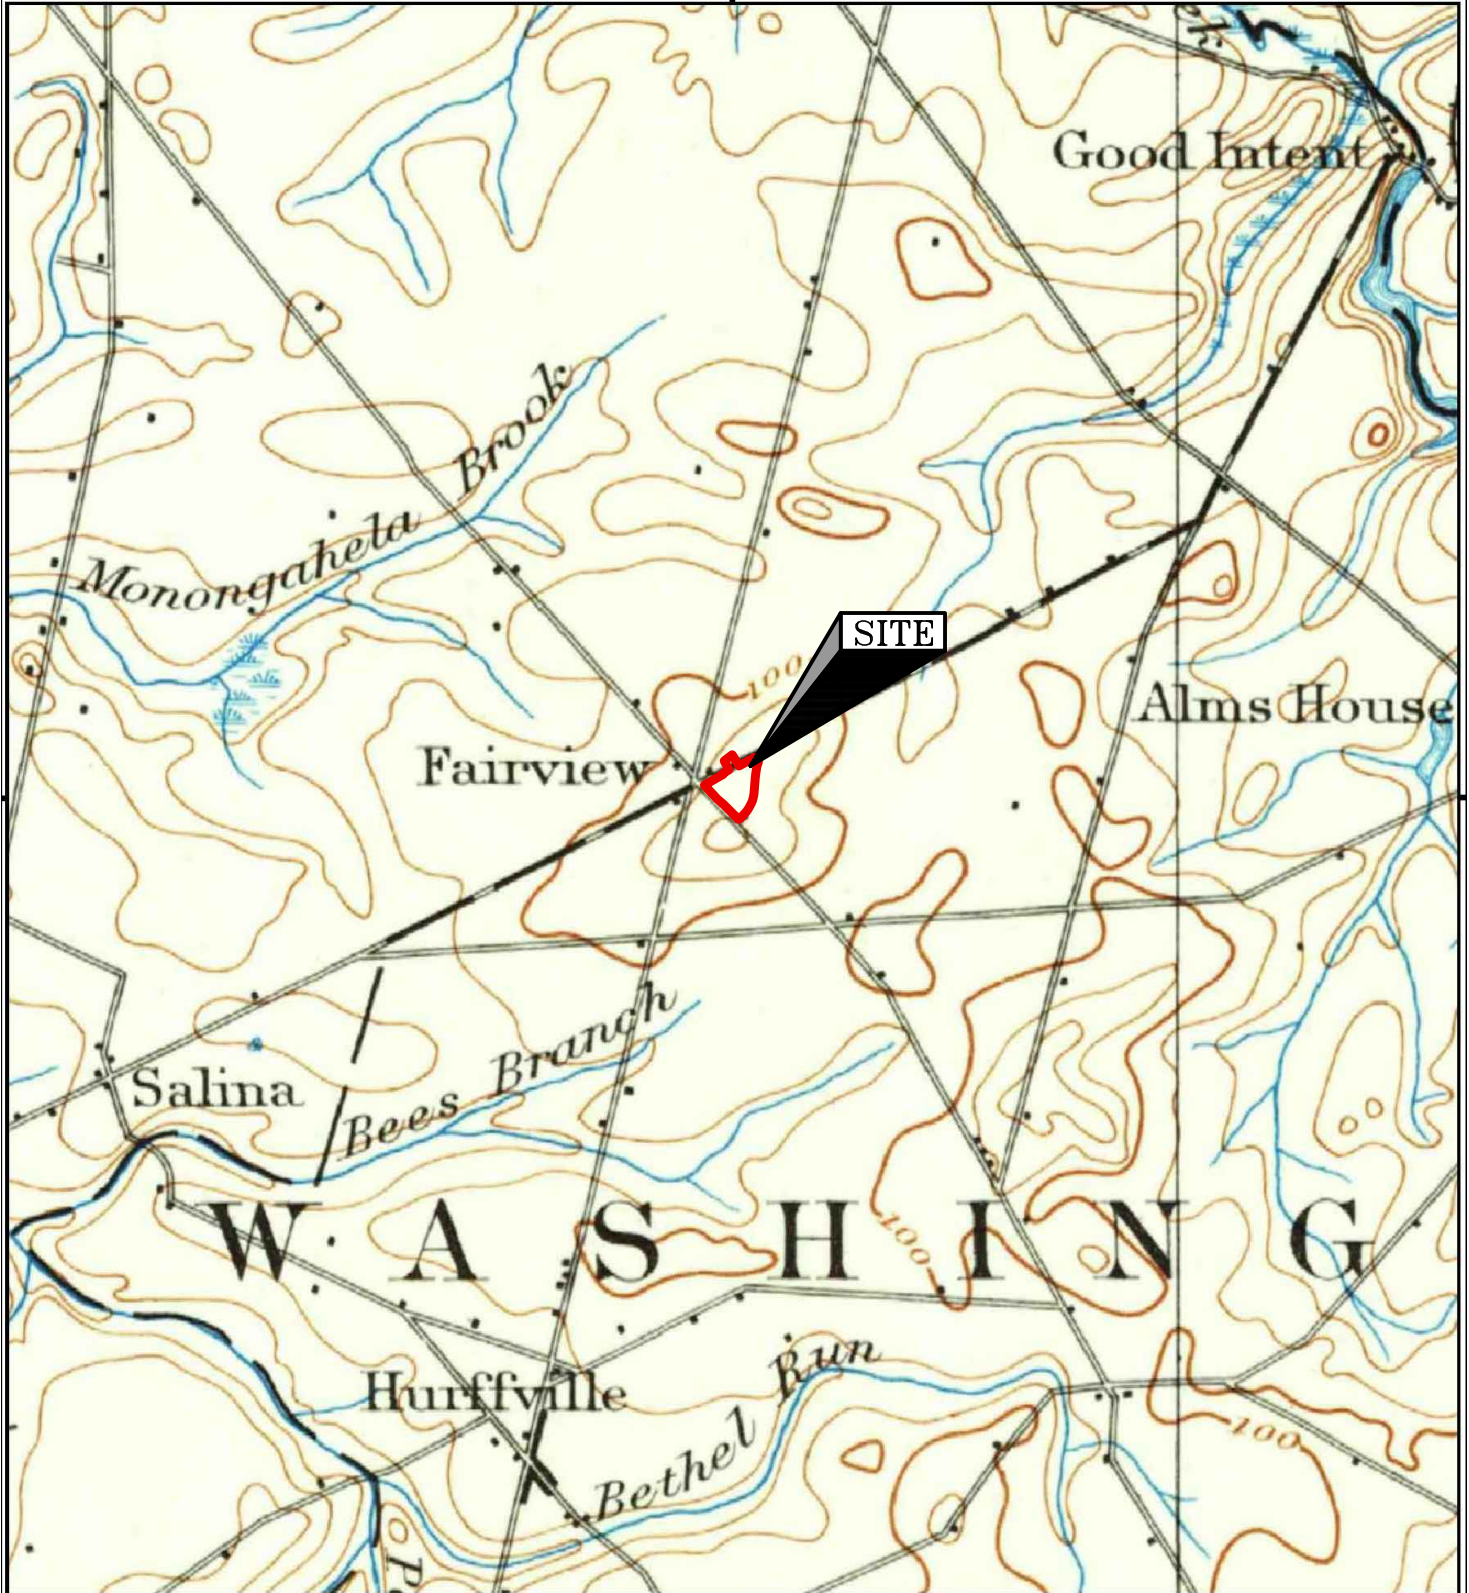 Good Intent
Brook
Monongahela
SITE
100
Alms House
Fairview
Bees Branch
Salina
WASHING
100
Run
Hurffville
Bethel
100